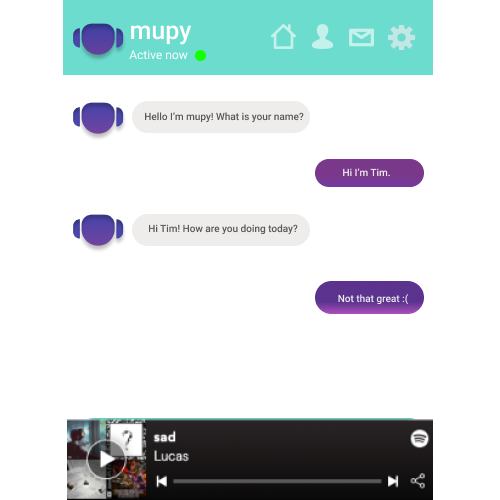 mupy
Active now
Hello I'm mupy! What is your name?
Hi I'm Tim.
Hi Tim! How are you doing today?
Not that great :(
?
sad
Lucas